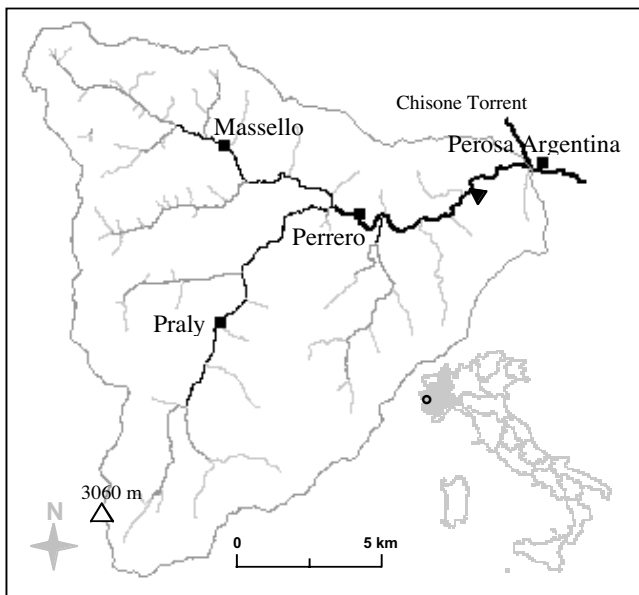 Chisone Torrent
Massello
Perosa Argentina
Perrero
Praly
3060 m
N
0
5 km